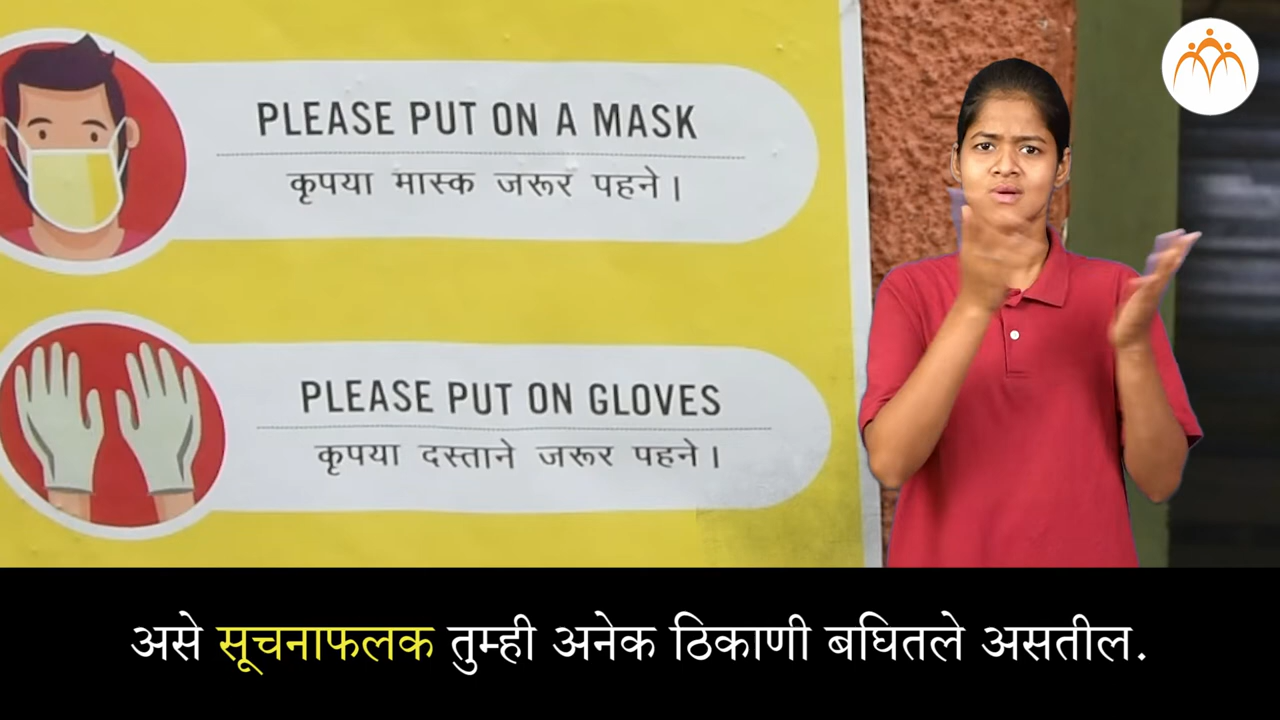 PLEASE PUT ON A MASK
कृपया मास्क जरूर पहने।
PLEASE PUT ON GLOVES
कृपया दस्ताने जरूर पहने।
असे सूचनाफलक तुम्ही अनेक ठिकाणी बघितले असतील.